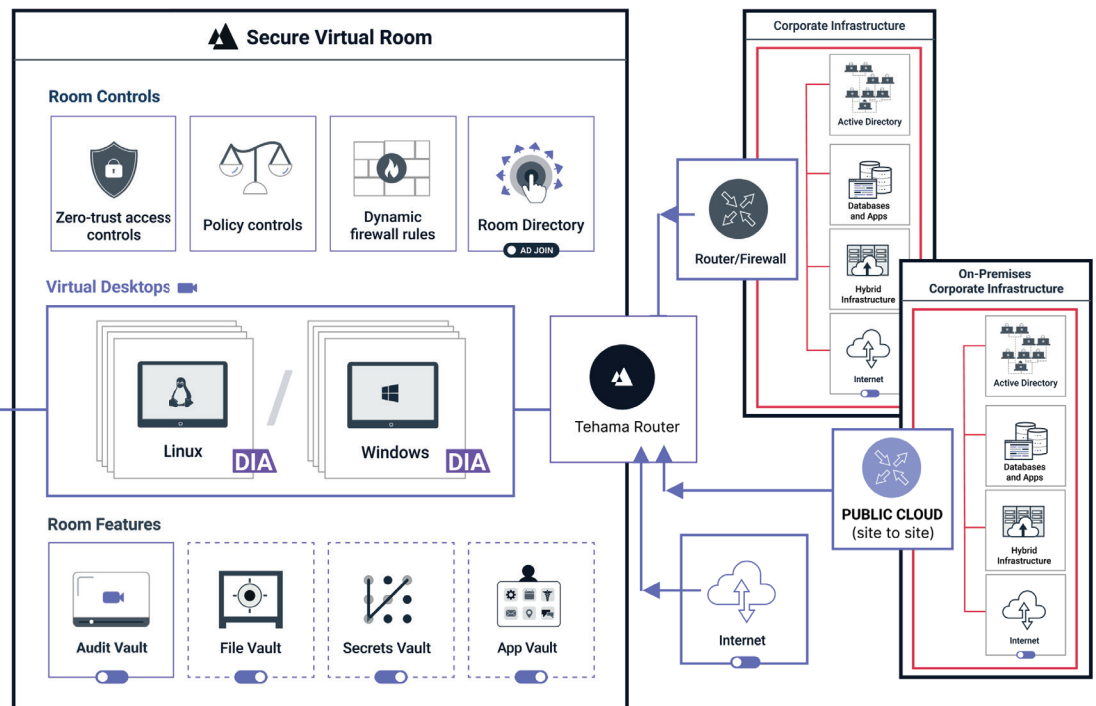 Secure Virtual Room
Room Controls
Zero-trust access
controls
Policy controls
Dynamic
firewall rules
Room Directory
AD JOIN
Virtual Desktops
Linux
DIA
Windows
DIA
Room Features
Audit Vault
File Vault
Secrets Vault
App Vault
Tehama Router
Router/Firewall
PUBLIC CLOUD
(site to site)
Internet
Corporate Infrastructure
Active Directory
Databases
and Apps
Hybrid
Infrastructure
Internet
On-Premises
Corporate Infrastructure
Active Directory
Databases
and Apps
Hybrid
Infrastructure
Internet